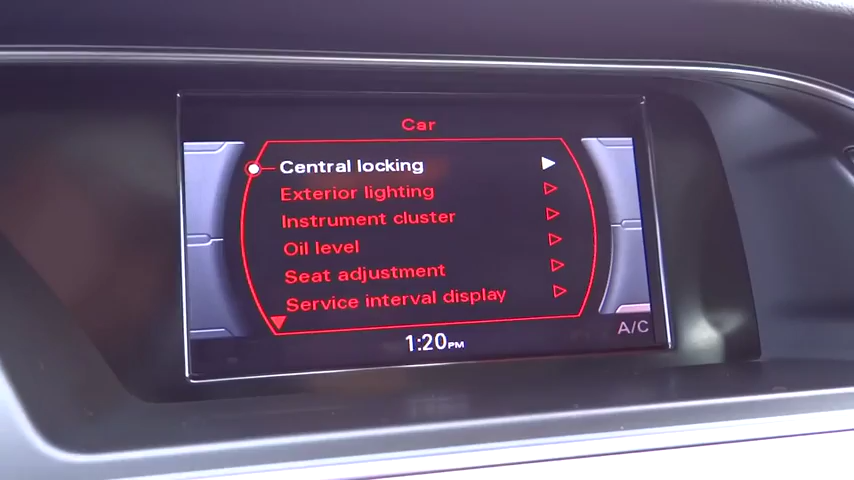 Car
Central locking
Exterior lighting
Instrument cluster
Oil level
Seat adjustment
Service interval display
A/C
1:20PM